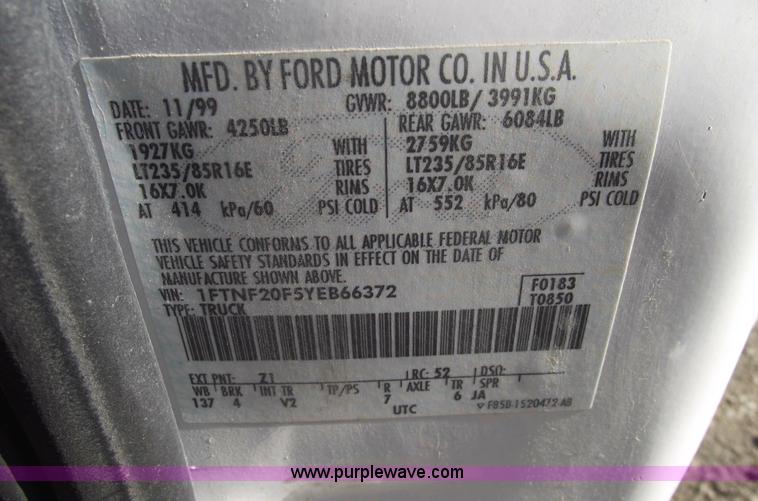 MFD. BY FORD MOTOR CO. IN U.S.A.
DATE: 11/99 GVWR: 8800LB/ 3991KG
FRONT GAWR: 4250LB REAR GAWR: 6084LB
1927KG WITH 2759KG WITH
LT235/85R16E TIRES LT235/85R16E TIRES
16X7.0K RIMS 16X7.0K RIMS
AT 414 kPa/60 PSI COLD AT 552 kPa/80 PSI COLD
THIS VEHICLE CONFORMS TO ALL APPLICABLE FEDERAL MOTOR
VEHICLE SAFETY STANDARDS IN EFFECT ON THE DATE OF
MANUFACTURE SHOWN ABOVE.
VIN: 1FTNF20F5YEB66372 F0183
TYPE: TRUCK T0850
EXT PNT: Z1 RC: 52 DSO:
WB BRK INT TR TP/PS R AXLE TR SPR
137 4 V2 7 6 JA
UTC F85B-1520472-AB
www.purplewave.com